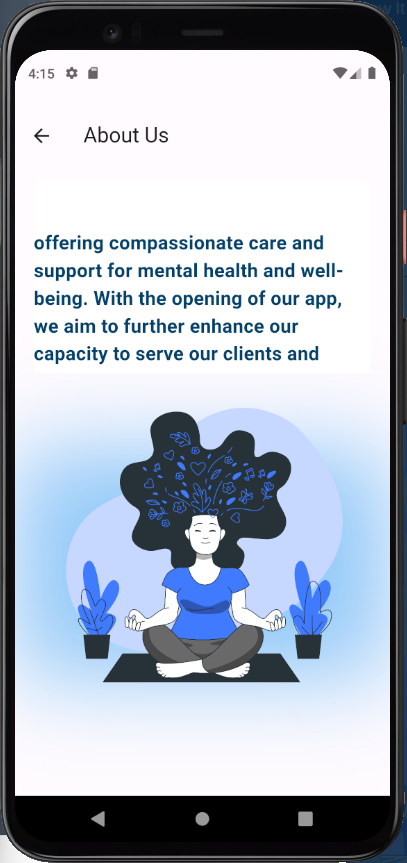 4:15
About Us
offering compassionate care and
support for mental health and well-
being. With the opening of our app,
we aim to further enhance our
capacity to serve our clients and